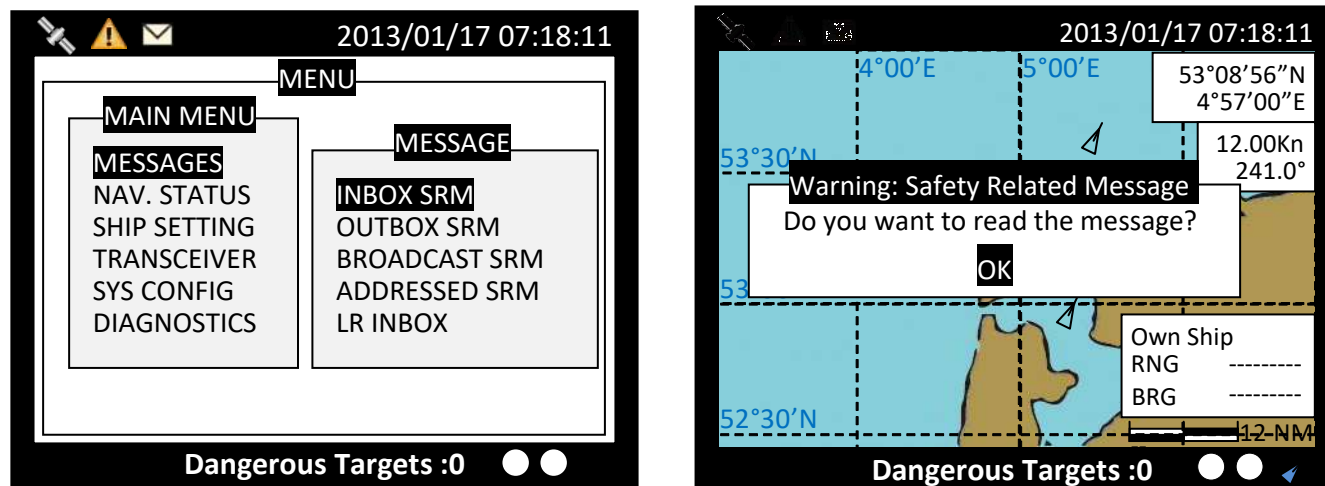 2013/01/17 07:18:11
MENU
MAIN MENU
MESSAGES
NAV. STATUS
SHIP SETTING
TRANSCEIVER
SYS CONFIG
DIAGNOSTICS
MESSAGE
INBOX SRM
OUTBOX SRM
BROADCAST SRM
ADDRESSED SRM
LR INBOX
Dangerous Targets :0
2013/01/17 07:18:11
4°00’E 5°00’E
53°08’56”N
4°57’00”E
12.00Kn
241.0°
53°30’N
Warning: Safety Related Message
Do you want to read the message?
OK
53
Own Ship
RNG ---------
BRG ---------
52°30’N
12 NM
Dangerous Targets :0